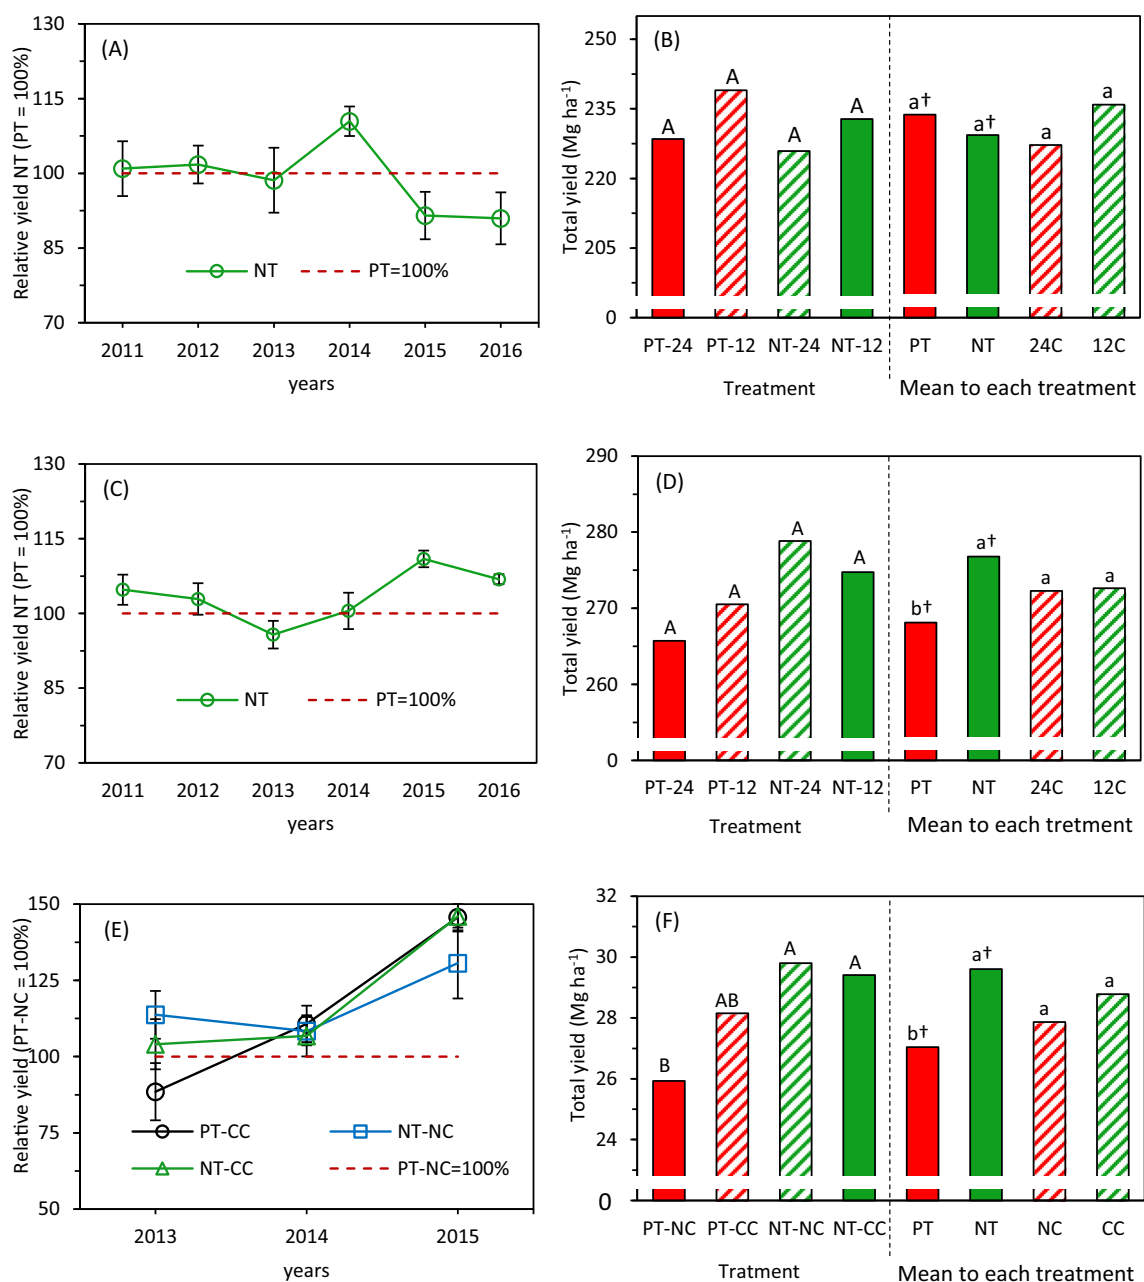 (A)
Relative yield NT (PT = 100%)
130
115
100
85
70
NT
PT=100%
2011 2012 2013 2014 2015 2016
years
(B)
Total yield (Mg ha⁻¹)
250
235
220
205
0
A A A A a† a† a a
PT-24 PT-12 NT-24 NT-12 PT NT 24C 12C
Treatment
Mean to each treatment
(C)
Relative yield NT (PT = 100%)
130
115
100
85
70
NT
PT=100%
2011 2012 2013 2014 2015 2016
years
(D)
Total yield (Mg ha⁻¹)
290
280
270
260
0
A A A A b† a† a a
PT-24 PT-12 NT-24 NT-12 PT NT 24C 12C
Treatment
Mean to each tretment
(E)
Relative yield (PT-NC = 100%)
150
125
100
75
50
PT-CC
NT-NC
NT-CC
PT-NC=100%
2013 2014 2015
years
(F)
Total yield (Mg ha⁻¹)
32
30
28
26
24
0
B AB A A b† a† a a
PT-NC PT-CC NT-NC NT-CC PT NT NC CC
Tratment
Mean to each treatment